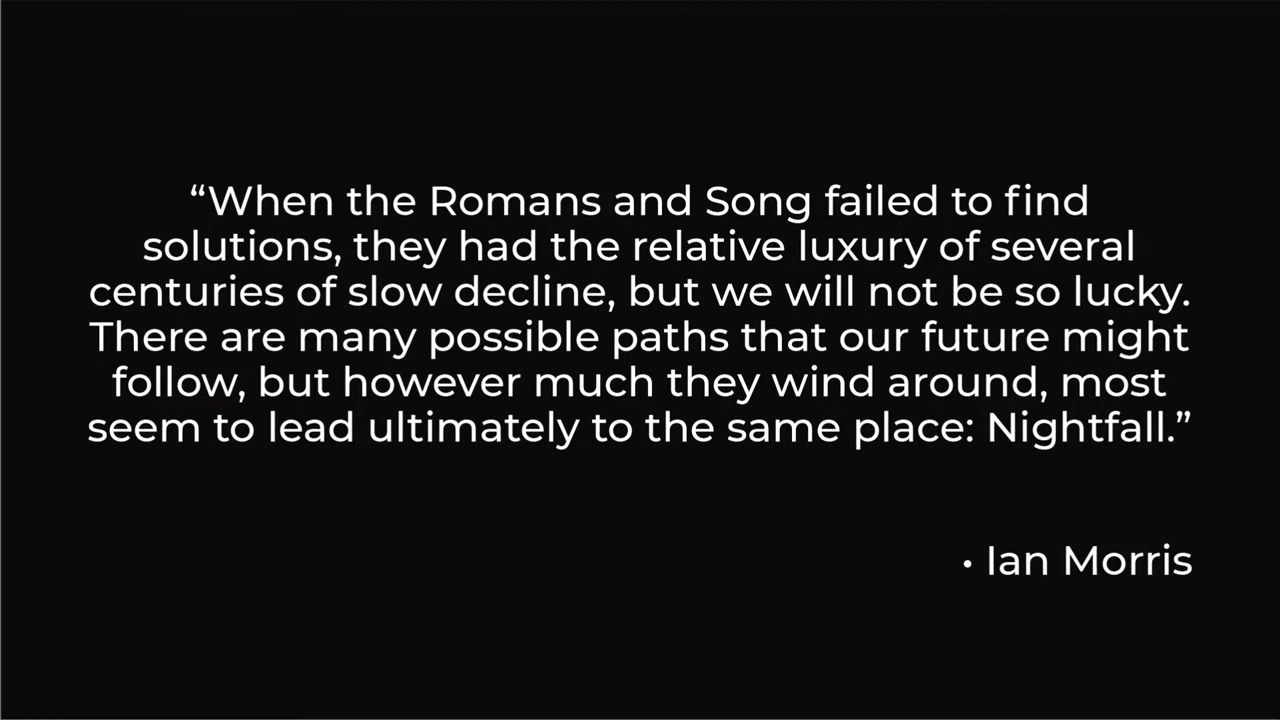 “When the Romans and Song failed to find
solutions, they had the relative luxury of several
centuries of slow decline, but we will not be so lucky.
There are many possible paths that our future might
follow, but however much they wind around, most
seem to lead ultimately to the same place: Nightfall.”
• Ian Morris